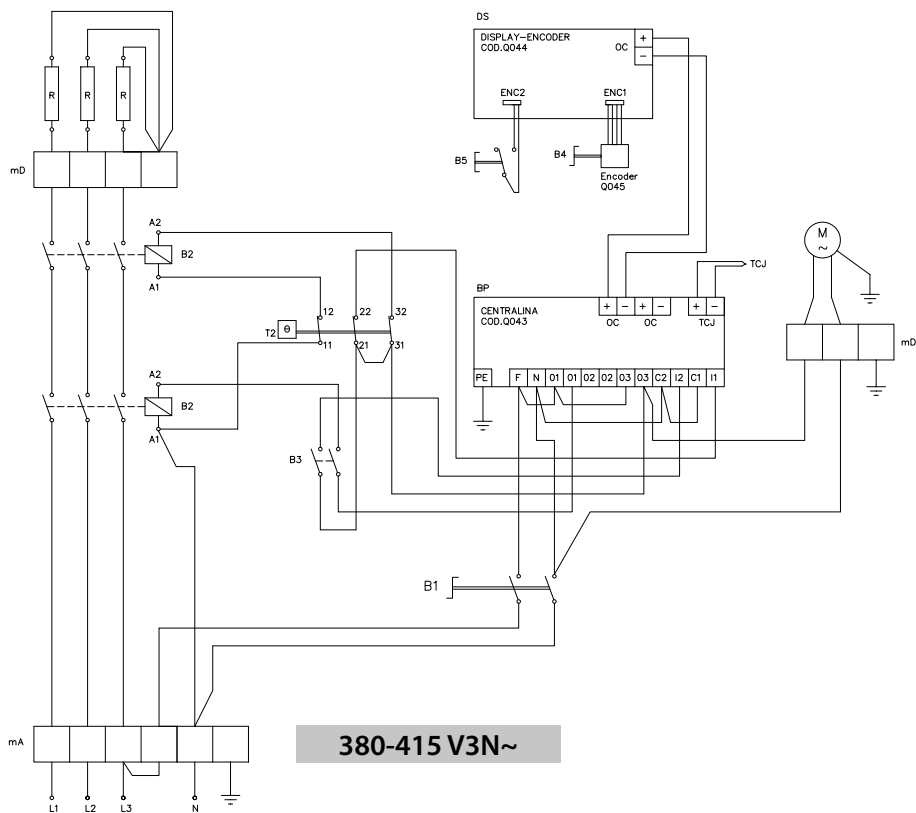 DS
DISPLAY-ENCODER
COD.Q044
OC
+
−
ENC2
ENC1
R
R
R
B5
B4
Encoder
Q045
mD
A2
B2
A1
M
~
TCJ
BP
CENTRALINA
COD.Q043
+ − + −
OC OC
+ −
TCJ
12 22 32
T2
θ
11 21 31
mD
PE F N 01 01 02 02 03 03 C2 I2 C1 I1
A2
B2
A1
B3
B1
mA
380-415 V3N~
L1 L2 L3 N